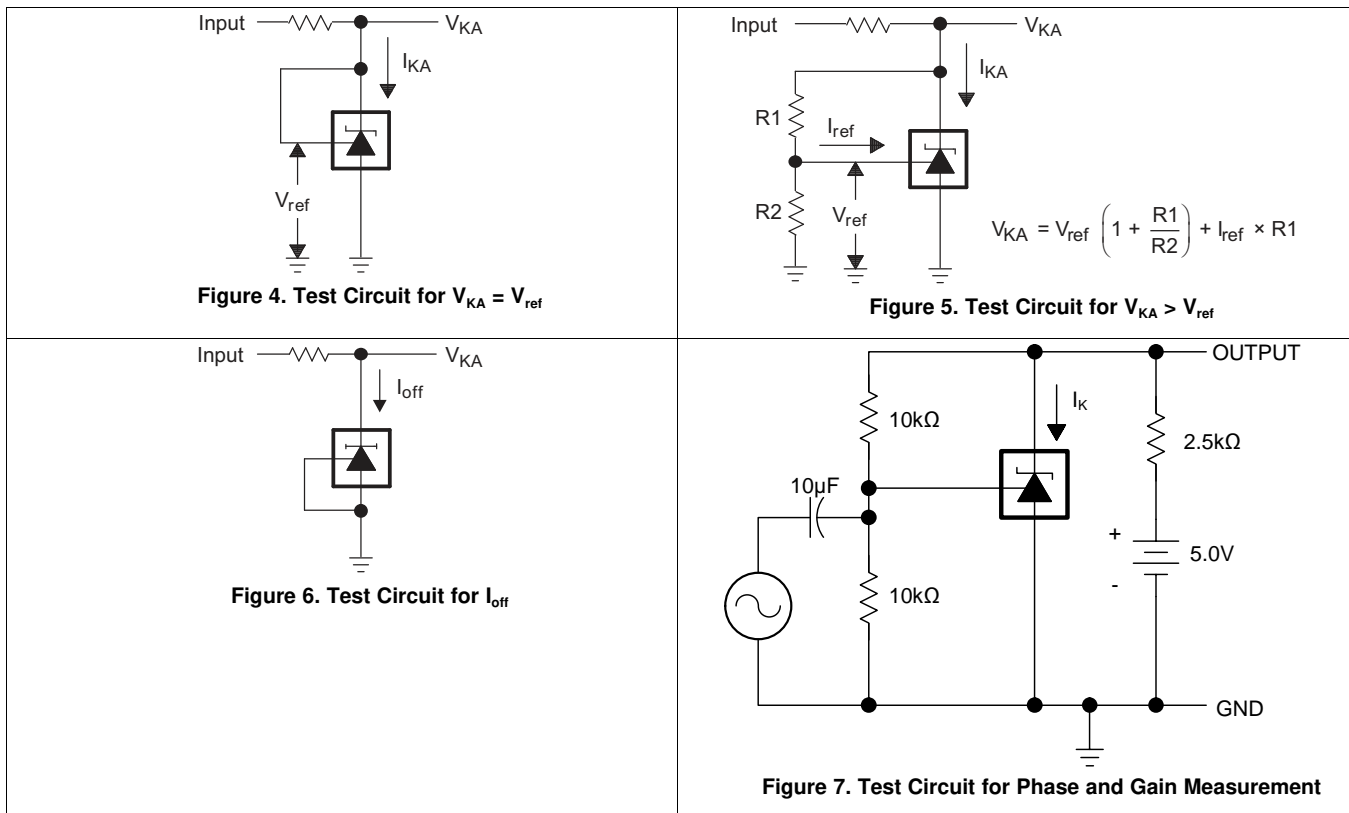 Input
V_KA
I_KA
V_ref
Figure 4. Test Circuit for V_KA = V_ref
Input
V_KA
I_KA
R1
I_ref
R2
V_ref
V_KA = V_ref (1 + R1/R2) + I_ref × R1
Figure 5. Test Circuit for V_KA > V_ref
Input
V_KA
I_off
Figure 6. Test Circuit for I_off
OUTPUT
I_K
10kΩ
2.5kΩ
10µF
+
5.0V
-
10kΩ
GND
Figure 7. Test Circuit for Phase and Gain Measurement